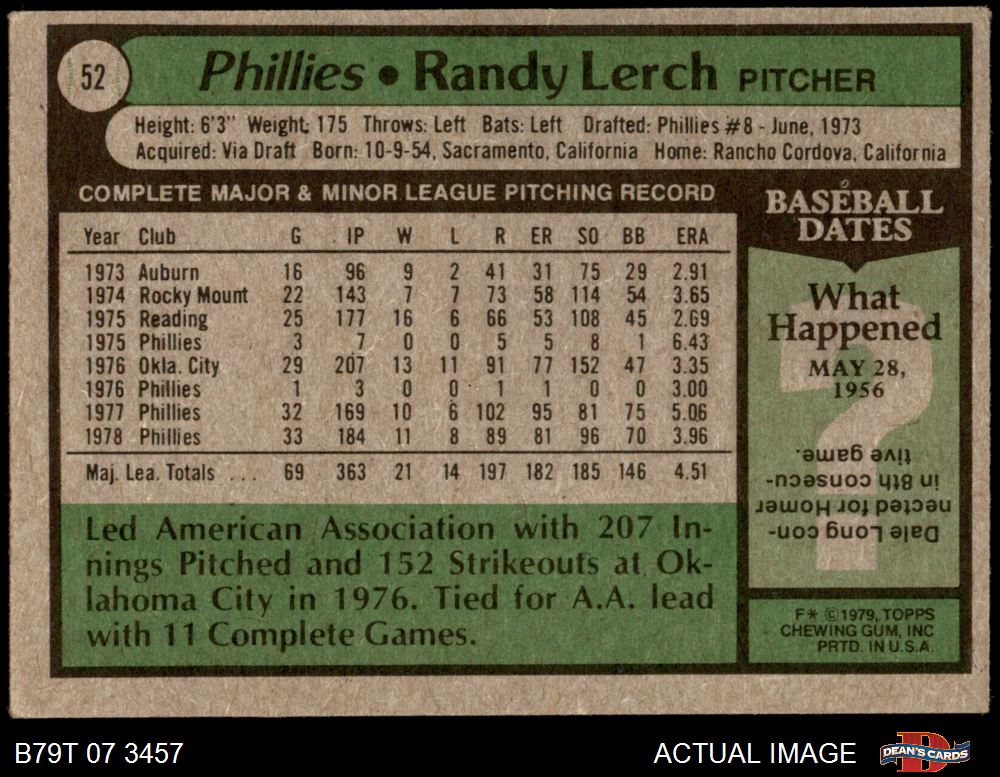 52
Phillies • Randy Lerch PITCHER
Height: 6'3" Weight: 175 Throws: Left Bats: Left Drafted: Phillies #8 - June, 1973
Acquired: Via Draft Born: 10-9-54, Sacramento, California Home: Rancho Cordova, California
COMPLETE MAJOR & MINOR LEAGUE PITCHING RECORD
Year Club G IP W L R ER SO BB ERA
1973 Auburn 16 96 9 2 41 31 75 29 2.91
1974 Rocky Mount 22 143 7 7 73 58 114 54 3.65
1975 Reading 25 177 16 6 66 53 108 45 2.69
1975 Phillies 3 7 0 0 5 5 8 1 6.43
1976 Okla. City 29 207 13 11 91 77 152 47 3.35
1976 Phillies 1 3 0 0 1 1 0 0 3.00
1977 Phillies 32 169 10 6 102 95 81 75 5.06
1978 Phillies 33 184 11 8 89 81 96 70 3.96
Maj. Lea. Totals ... 69 363 21 14 197 182 185 146 4.51
Led American Association with 207 In-
nings Pitched and 152 Strikeouts at Ok-
lahoma City in 1976. Tied for A.A. lead
with 11 Complete Games.
BASEBALL
DATES
What
Happened
MAY 28,
1956
Dale Long con-
nected for Homer
in 8th consecu-
tive game.
F* ©1979, TOPPS
CHEWING GUM, INC
PRTD. IN U.S.A.
B79T 07 3457
ACTUAL IMAGE
DEAN'S CARDS